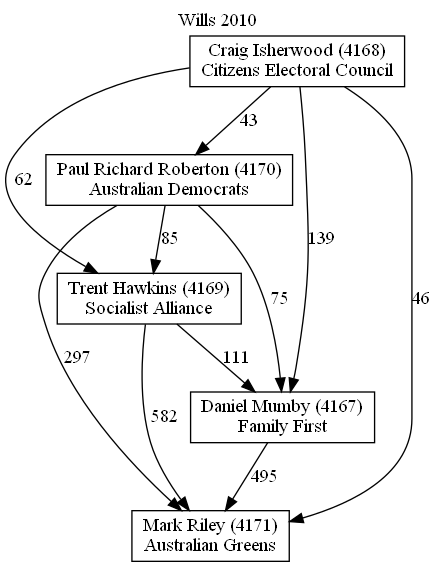 Wills 2010
Craig Isherwood (4168)
Citizens Electoral Council
43
Paul Richard Roberton (4170)
Australian Democrats
62
85
139
Trent Hawkins (4169)
Socialist Alliance
75
46
297
111
582
Daniel Mumby (4167)
Family First
495
Mark Riley (4171)
Australian Greens